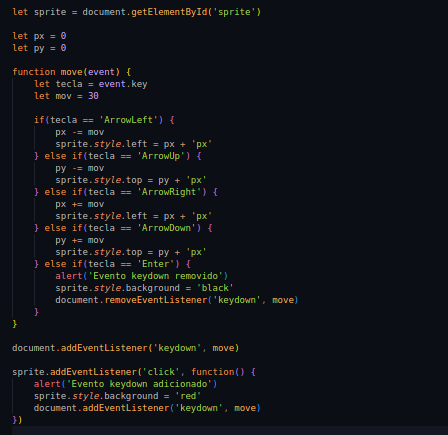 let sprite = document.getElementById('sprite')
let px = 0
let py = 0
function move(event) {
let tecla = event.key
let mov = 30
if(tecla == 'ArrowLeft') {
px -= mov
sprite.style.left = px + 'px'
} else if(tecla == 'ArrowUp') {
py -= mov
sprite.style.top = py + 'px'
} else if(tecla == 'ArrowRight') {
px += mov
sprite.style.left = px + 'px'
} else if(tecla == 'ArrowDown') {
py += mov
sprite.style.top = py + 'px'
} else if(tecla == 'Enter') {
alert('Evento keydown removido')
sprite.style.background = 'black'
document.removeEventListener('keydown', move)
}
}
document.addEventListener('keydown', move)
sprite.addEventListener('click', function() {
alert('Evento keydown adicionado')
sprite.style.background = 'red'
document.addEventListener('keydown', move)
})